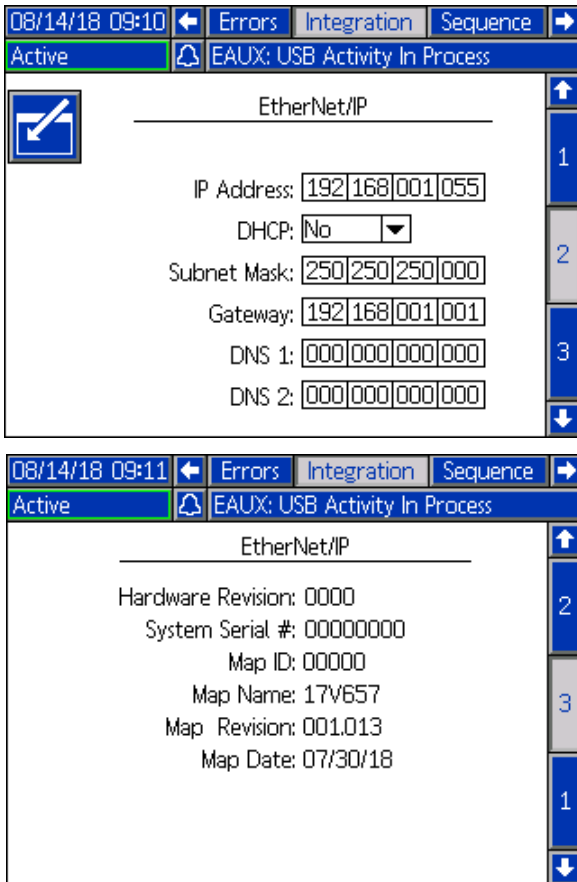 08/14/18 09:10 Errors Integration Sequence
Active EAUX: USB Activity In Process
EtherNet/IP
1
IP Address: 192 168 001 055
DHCP: No
2
Subnet Mask: 250 250 250 000
Gateway: 192 168 001 001
DNS 1: 000 000 000 000
3
DNS 2: 000 000 000 000
08/14/18 09:11 Errors Integration Sequence
Active EAUX: USB Activity In Process
EtherNet/IP
Hardware Revision: 0000
2
System Serial #: 00000000
Map ID: 00000
Map Name: 17V657
3
Map Revision: 001.013
Map Date: 07/30/18
1